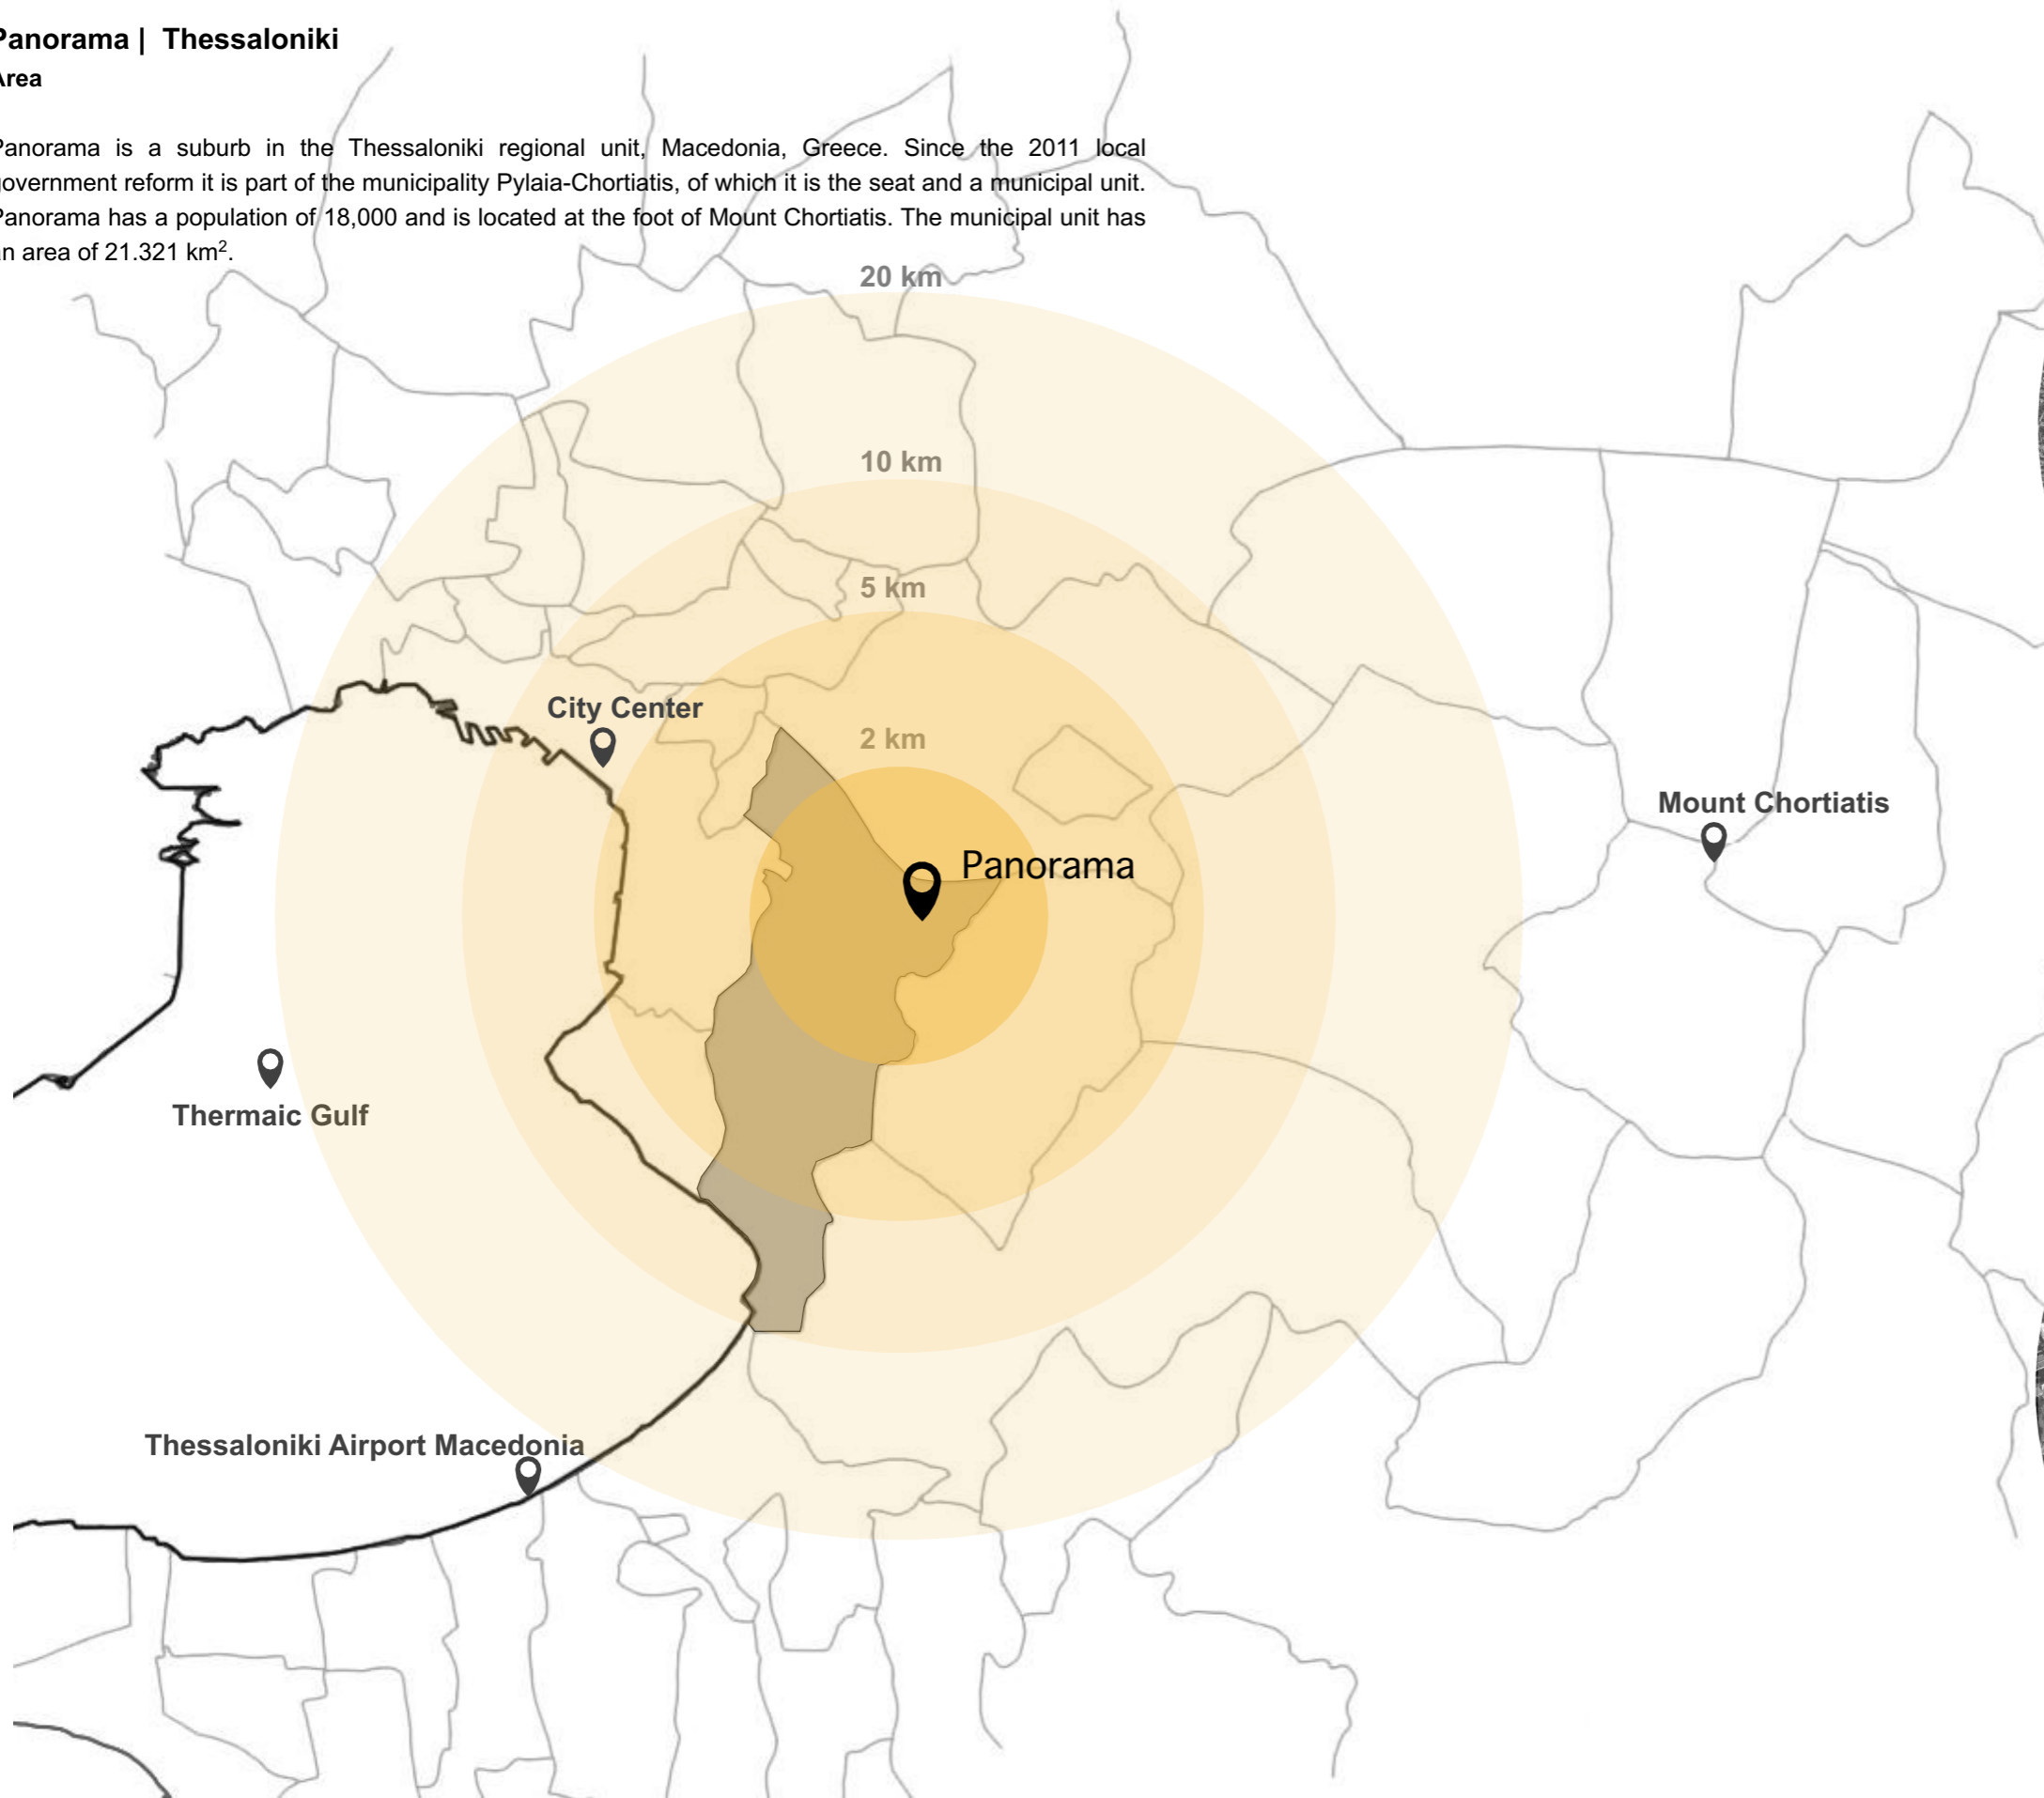 Panorama | Thessaloniki
Area
Panorama is a suburb in the Thessaloniki regional unit, Macedonia, Greece. Since the 2011 local
government reform it is part of the municipality Pylaia-Chortiatis, of which it is the seat and a municipal unit.
Panorama has a population of 18,000 and is located at the foot of Mount Chortiatis. The municipal unit has
an area of 21.321 km².
20 km
10 km
5 km
City Center
2 km
Mount Chortiatis
Panorama
Thermaic Gulf
Thessaloniki Airport Macedonia